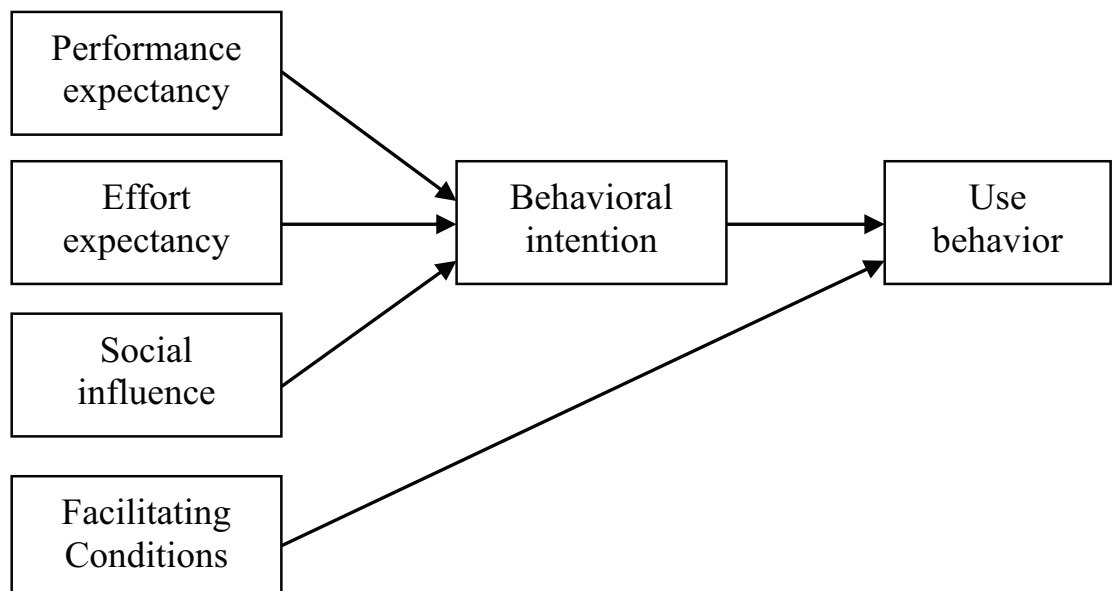 Performance
expectancy
Effort
expectancy
Behavioral
intention
Use
behavior
Social
influence
Facilitating
Conditions